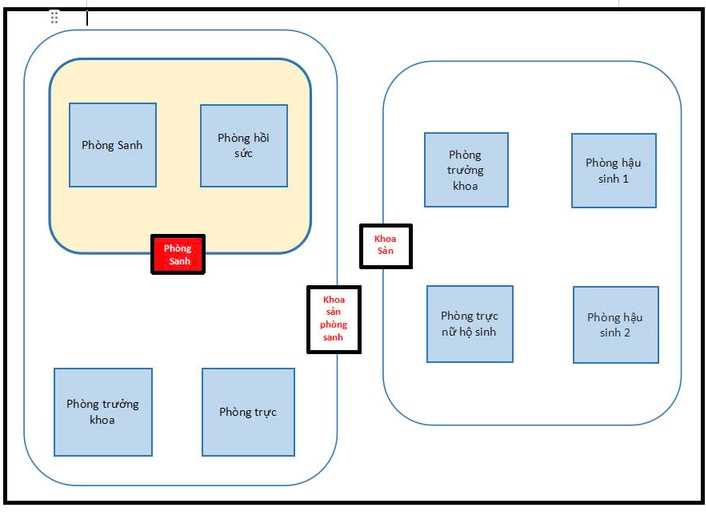 Phòng Sanh
Phòng hồi
sức
Phòng
Sanh
Khoa
sản
phòng
sanh
Phòng trưởng
khoa
Phòng trực
Khoa
Sản
Phòng
trưởng
khoa
Phòng hậu
sinh 1
Phòng trực
nữ hộ sinh
Phòng hậu
sinh 2